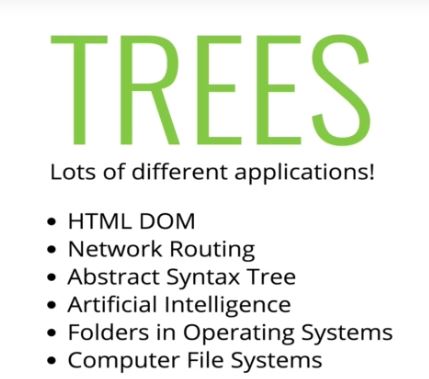 TREES
Lots of different applications!
• HTML DOM
• Network Routing
• Abstract Syntax Tree
• Artificial Intelligence
• Folders in Operating Systems
• Computer File Systems